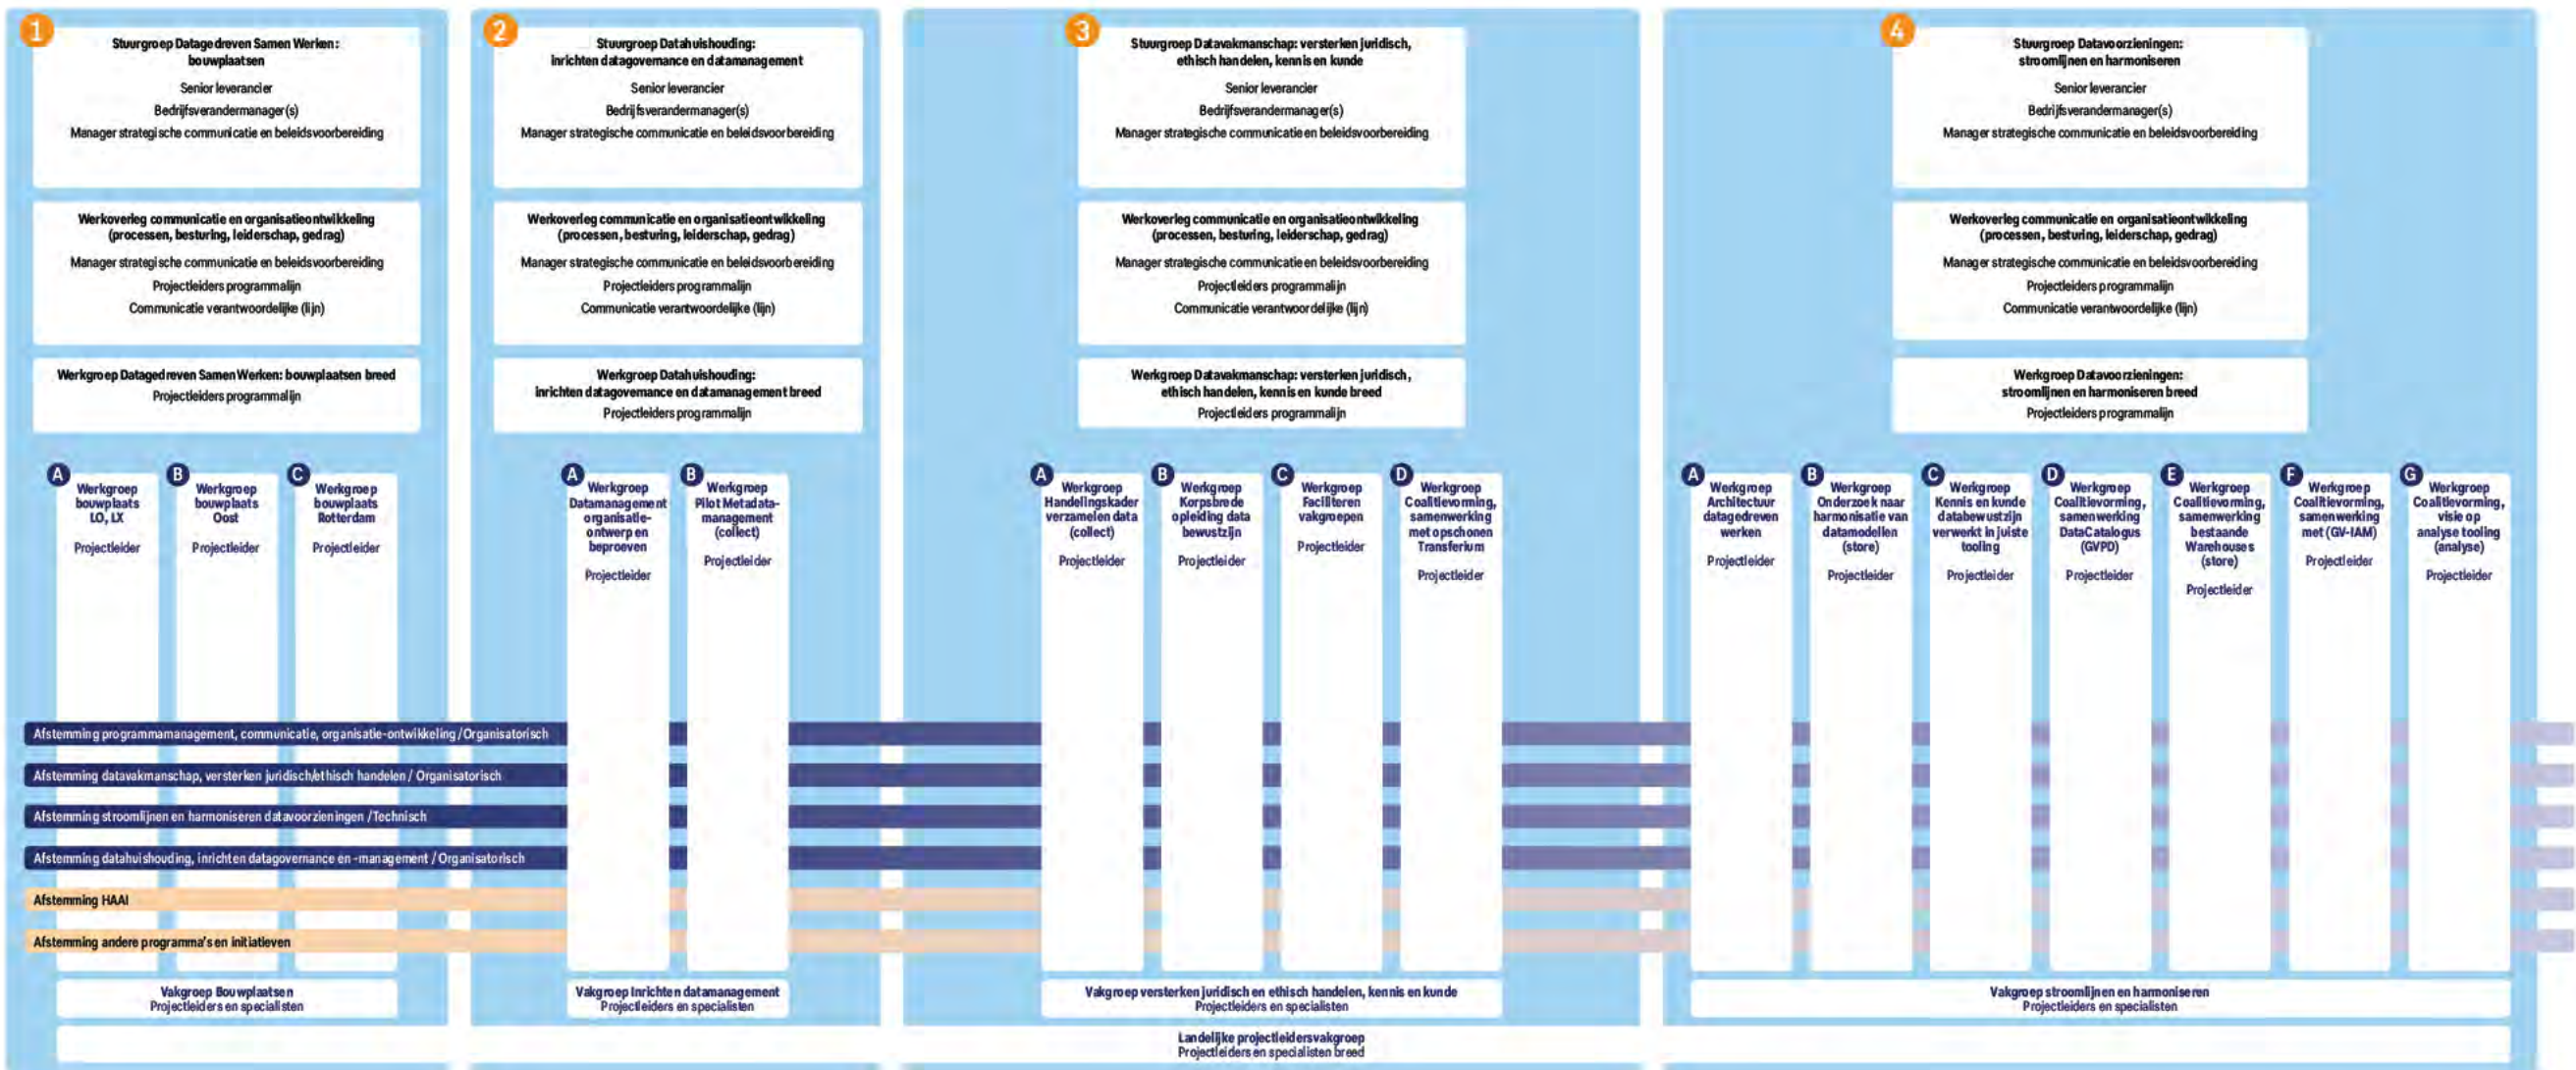 1
Stuurgroep Datagedreven Samen Werken:
bouwplaatsen
Senior leverancier
Bedrijfsverandermanager(s)
Manager strategische communicatie en beleidsvoorbereiding
Werkoverleg communicatie en organisatieontwikkeling
(processen, besturing, leiderschap, gedrag)
Manager strategische communicatie en beleidsvoorbereiding
Projectleiders programmalijn
Communicatie verantwoordelijke (lijn)
Werkgroep Datagedreven Samen Werken: bouwplaatsen breed
Projectleiders programmalijn
A
Werkgroep
bouwplaats
LO, LX
Projectleider
B
Werkgroep
bouwplaats
Oost
Projectleider
C
Werkgroep
bouwplaats
Rotterdam
Projectleider
2
Stuurgroep Datahuishouding:
inrichten datagovernance en datamanagement
Senior leverancier
Bedrijfsverandermanager(s)
Manager strategische communicatie en beleidsvoorbereiding
Werkoverleg communicatie en organisatieontwikkeling
(processen, besturing, leiderschap, gedrag)
Manager strategische communicatie en beleidsvoorbereiding
Projectleiders programmalijn
Communicatie verantwoordelijke (lijn)
Werkgroep Datahuishouding:
inrichten datagovernance en datamanagement breed
Projectleiders programmalijn
A
Werkgroep
Datamanagement
organisatie-
ontwerp en
beproeven
Projectleider
B
Werkgroep
Pilot Metadata-
management
(collect)
Projectleider
3
Stuurgroep Datavakmanschap: versterken juridisch,
ethisch handelen, kennis en kunde
Senior leverancier
Bedrijfsverandermanager(s)
Manager strategische communicatie en beleidsvoorbereiding
Werkoverleg communicatie en organisatieontwikkeling
(processen, besturing, leiderschap, gedrag)
Manager strategische communicatie en beleidsvoorbereiding
Projectleiders programmalijn
Communicatie verantwoordelijke (lijn)
Werkgroep Datavakmanschap: versterken juridisch,
ethisch handelen, kennis en kunde breed
Projectleiders programmalijn
A
Werkgroep
Handelingskader
verzamelen data
(collect)
Projectleider
B
Werkgroep
Korpsbrede
opleiding data
bewustzijn
Projectleider
C
Werkgroep
Faciliteren
vakgroepen
Projectleider
D
Werkgroep
Coalitievorming,
samenwerking
met opschonen
Transferium
Projectleider
4
Stuurgroep Datavoorzieningen:
stroomlijnen en harmoniseren
Senior leverancier
Bedrijfsverandermanager(s)
Manager strategische communicatie en beleidsvoorbereiding
Werkoverleg communicatie en organisatieontwikkeling
(processen, besturing, leiderschap, gedrag)
Manager strategische communicatie en beleidsvoorbereiding
Projectleiders programmalijn
Communicatie verantwoordelijke (lijn)
Werkgroep Datavoorzieningen:
stroomlijnen en harmoniseren breed
Projectleiders programmalijn
A
Werkgroep
Architectuur
datagedreven
werken
Projectleider
B
Werkgroep
Onderzoek naar
harmonisatie van
datamodellen
(store)
Projectleider
C
Werkgroep
Kennis en kunde
databewustzijn
verwerkt in juiste
tooling
Projectleider
D
Werkgroep
Coalitievorming,
samenwerking
DataCatalogus
(GVPD)
Projectleider
E
Werkgroep
Coalitievorming,
samenwerking
bestaande
Warehouses
(store)
Projectleider
F
Werkgroep
Coalitievorming,
samenwerking
met (GV-IAM)
Projectleider
G
Werkgroep
Coalitievorming,
visie op
analyse tooling
(analyse)
Projectleider
Afstemming programmamanagement, communicatie, organisatie-ontwikkeling /Organisatorisch
Afstemming datavakmanschap, versterken juridisch/ethisch handelen / Organisatorisch
Afstemming stroomlijnen en harmoniseren datavoorzieningen /Technisch
Afstemming datahuishouding, inrichten datagovernance en -management / Organisatorisch
Afstemming HAAI
Afstemming andere programma's en initiatieven
Vakgroep Bouwplaatsen
Projectleiders en specialisten
Vakgroep Inrichten datamanagement
Projectleiders en specialisten
Vakgroep versterken juridisch en ethisch handelen, kennis en kunde
Projectleiders en specialisten
Vakgroep stroomlijnen en harmoniseren
Projectleiders en specialisten
Landelijke projectleidersvakgroep
Projectleiders en specialisten breed